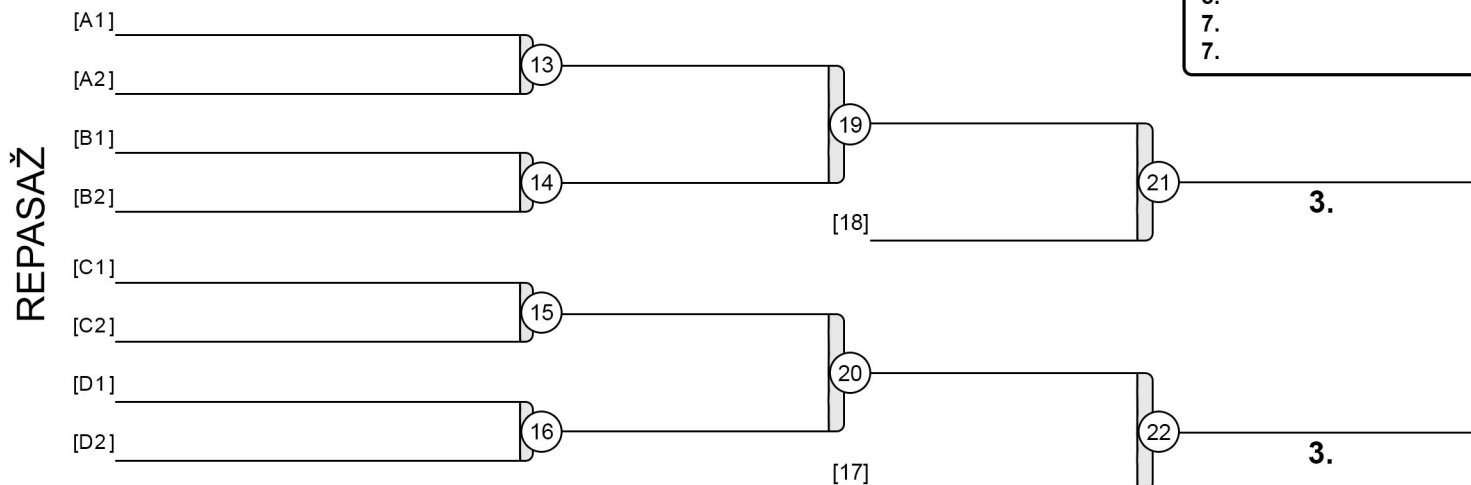 [A1]
[A2]
13
[B1]
[B2]
14
19
[18]
21
3.
REPASAŽ
[C1]
[C2]
15
[D1]
[D2]
16
20
[17]
22
3.
7.
7.